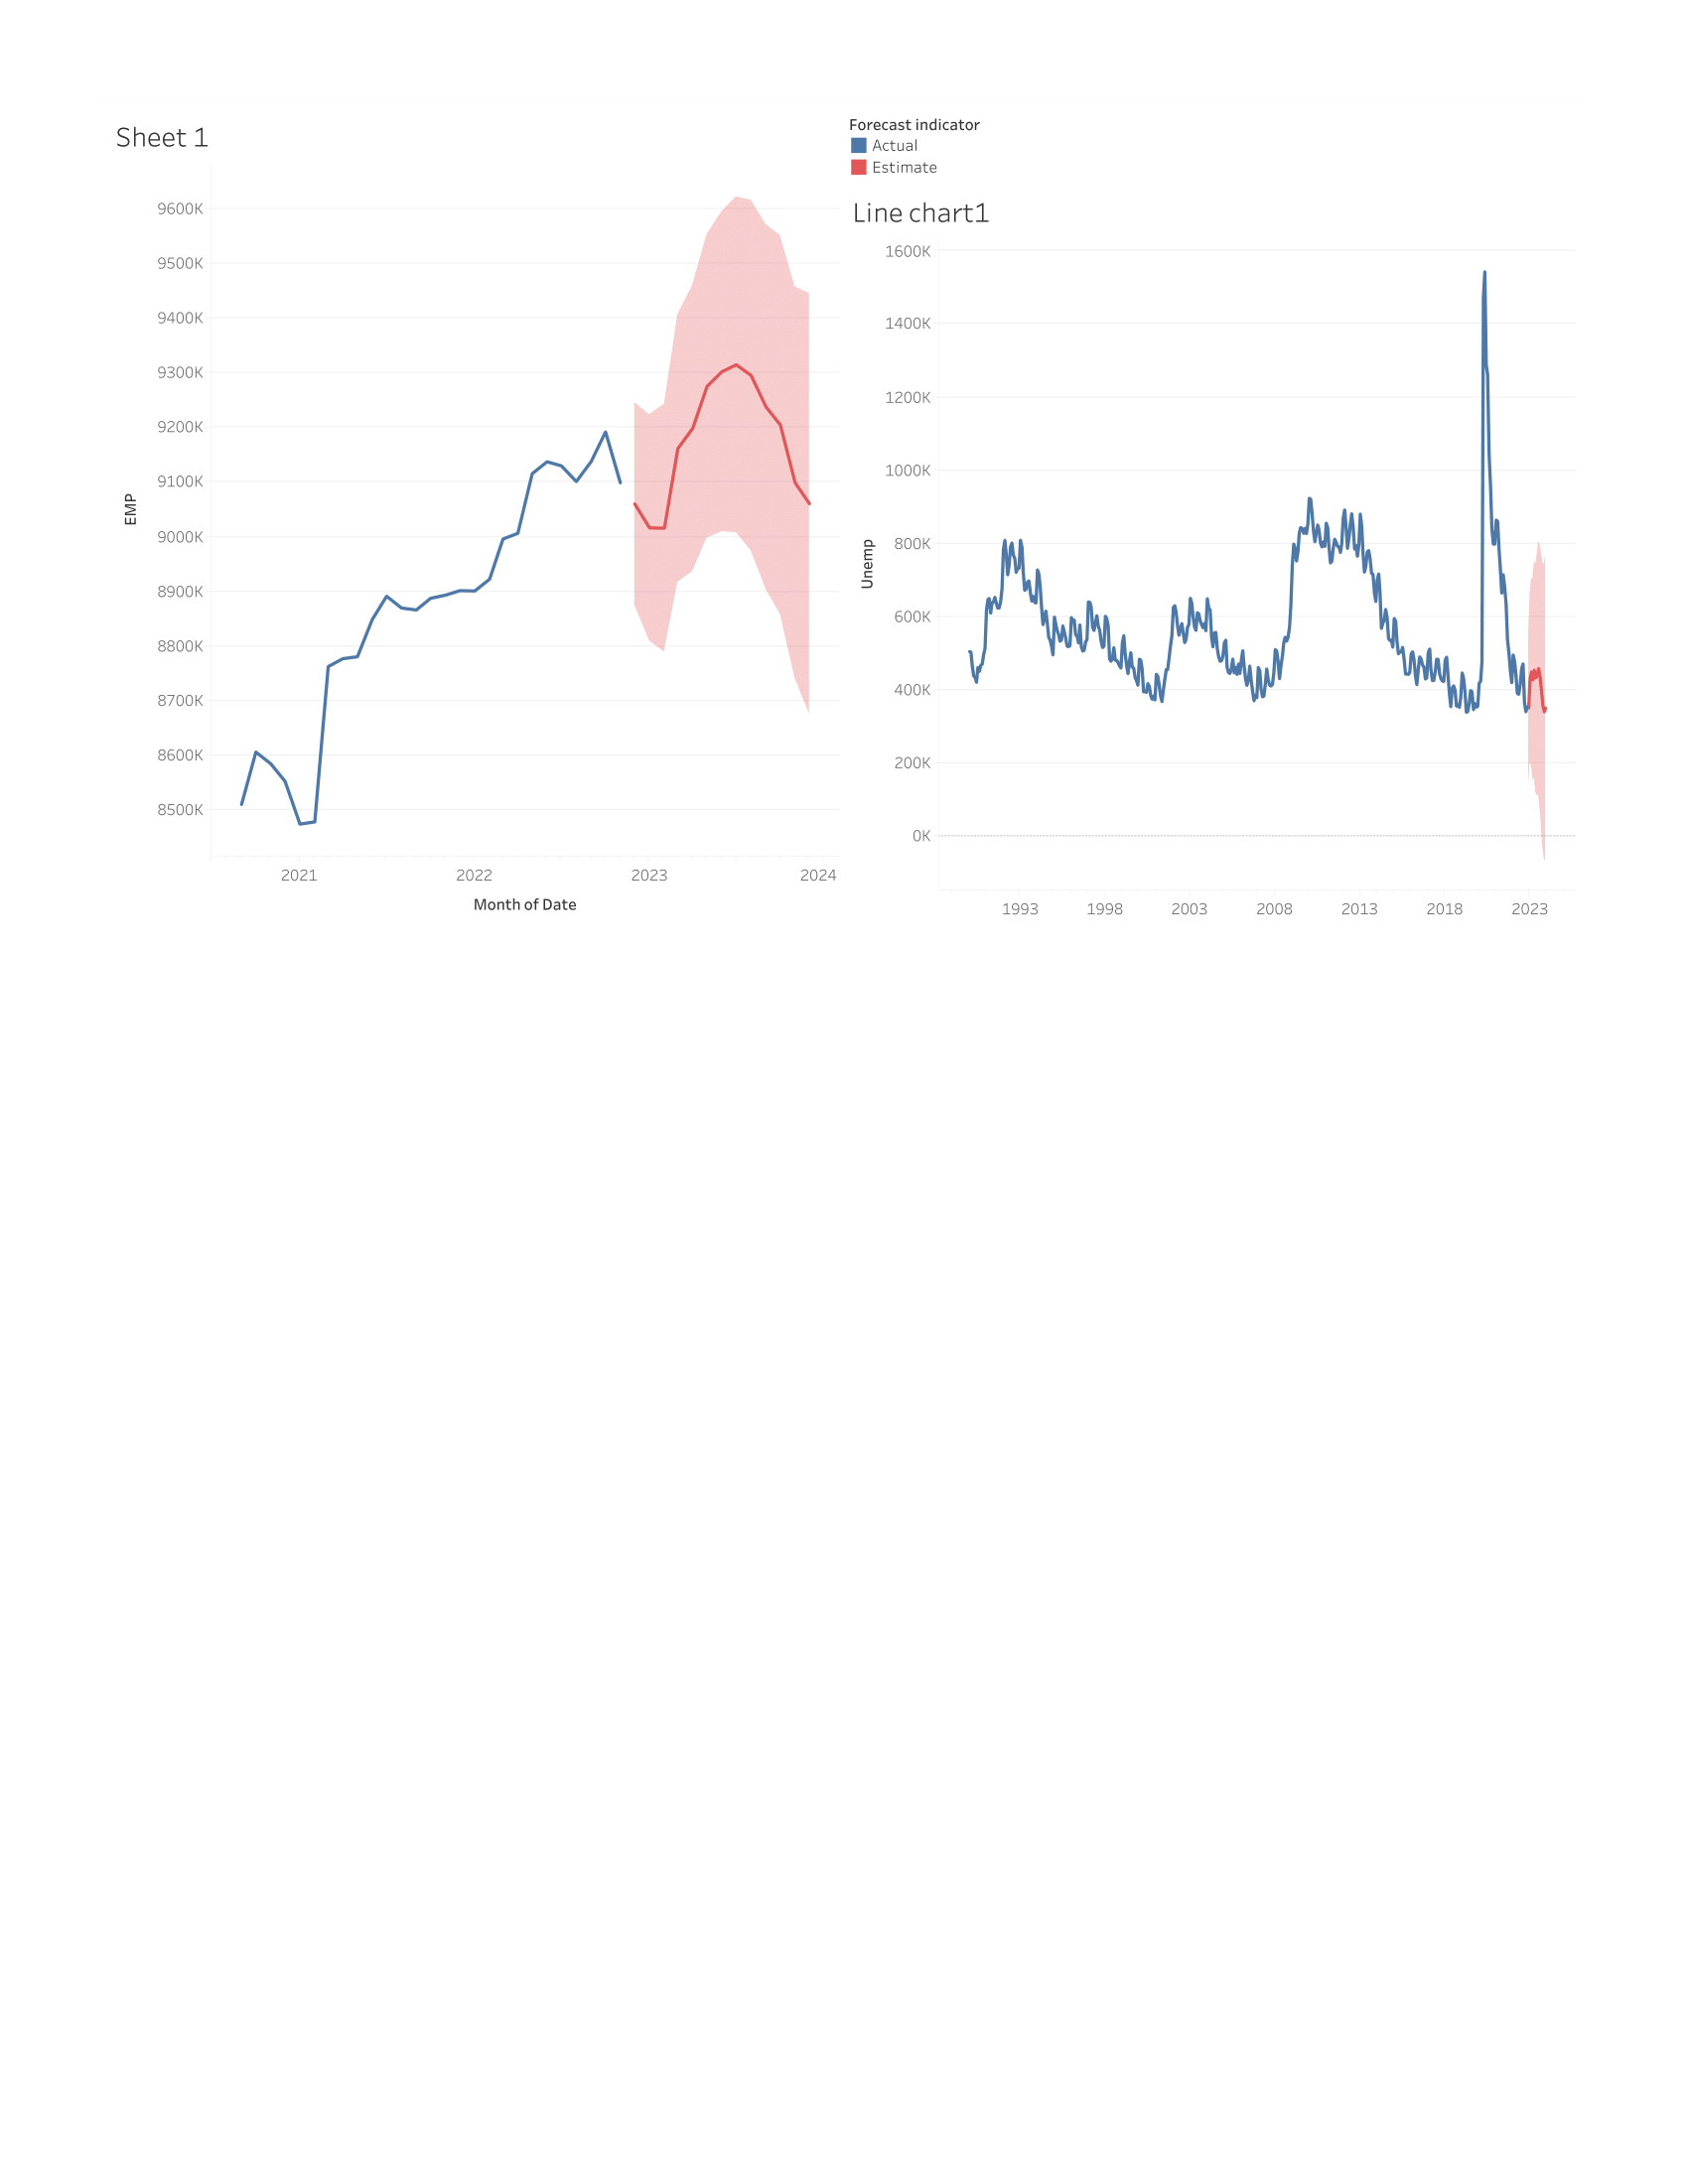 Sheet 1
9600K
9500K
9400K
9300K
9200K
9100K
9000K
8900K
8800K
8700K
8600K
8500K
EMP
2021 2022 2023 2024
Month of Date
Forecast indicator
Actual
Estimate
Line chart1
1600K
1400K
1200K
1000K
800K
600K
400K
200K
0K
Unemp
1993 1998 2003 2008 2013 2018 2023